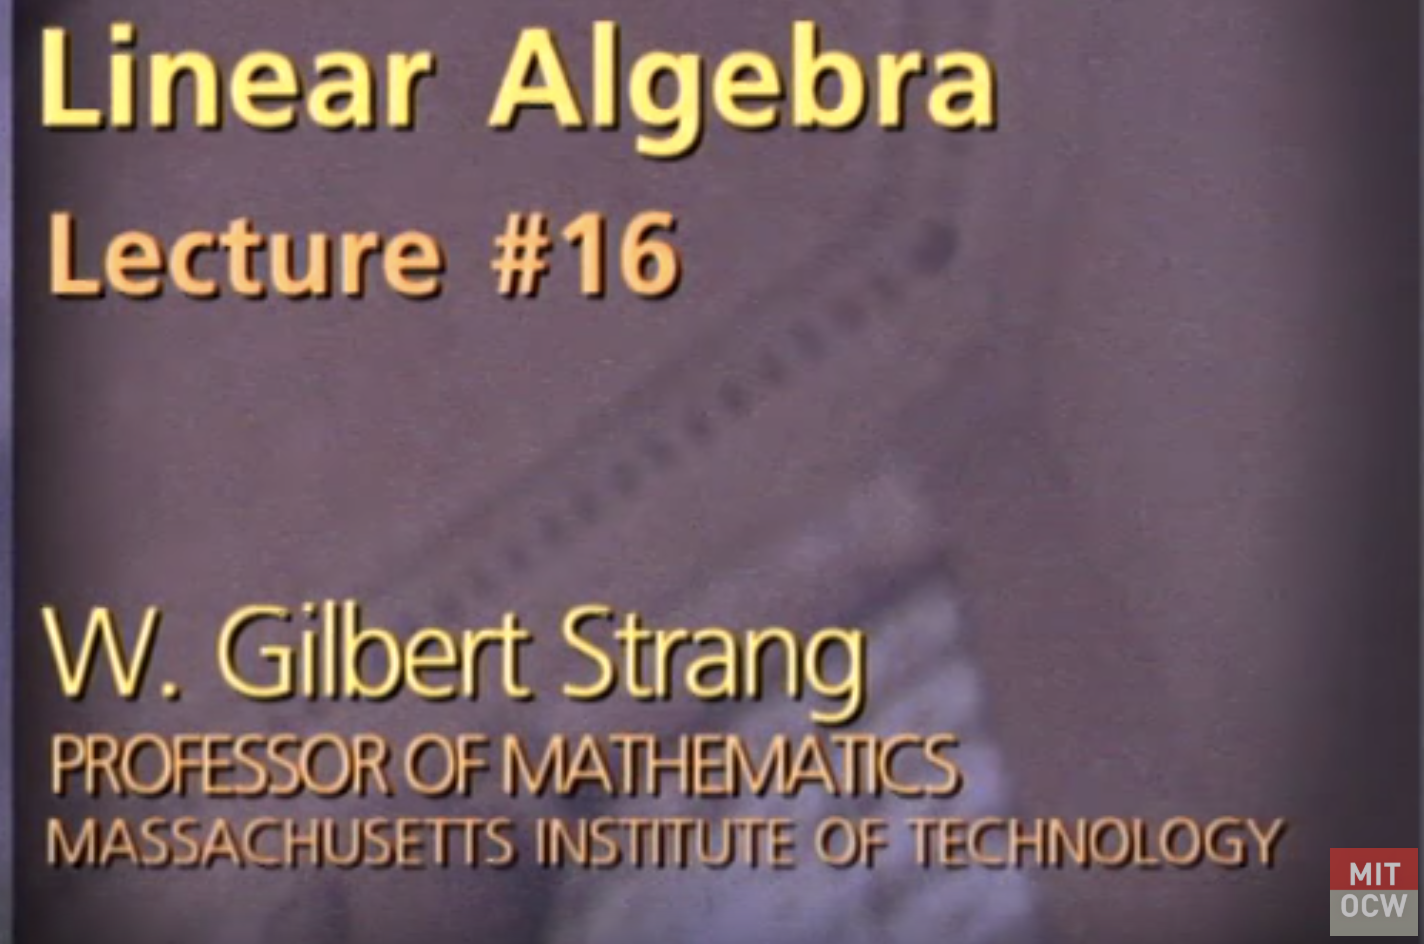 Linear Algebra
Lecture #16
W. Gilbert Strang
PROFESSOR OF MATHEMATICS
MASSACHUSETTS INSTITUTE OF TECHNOLOGY
MIT
OCW